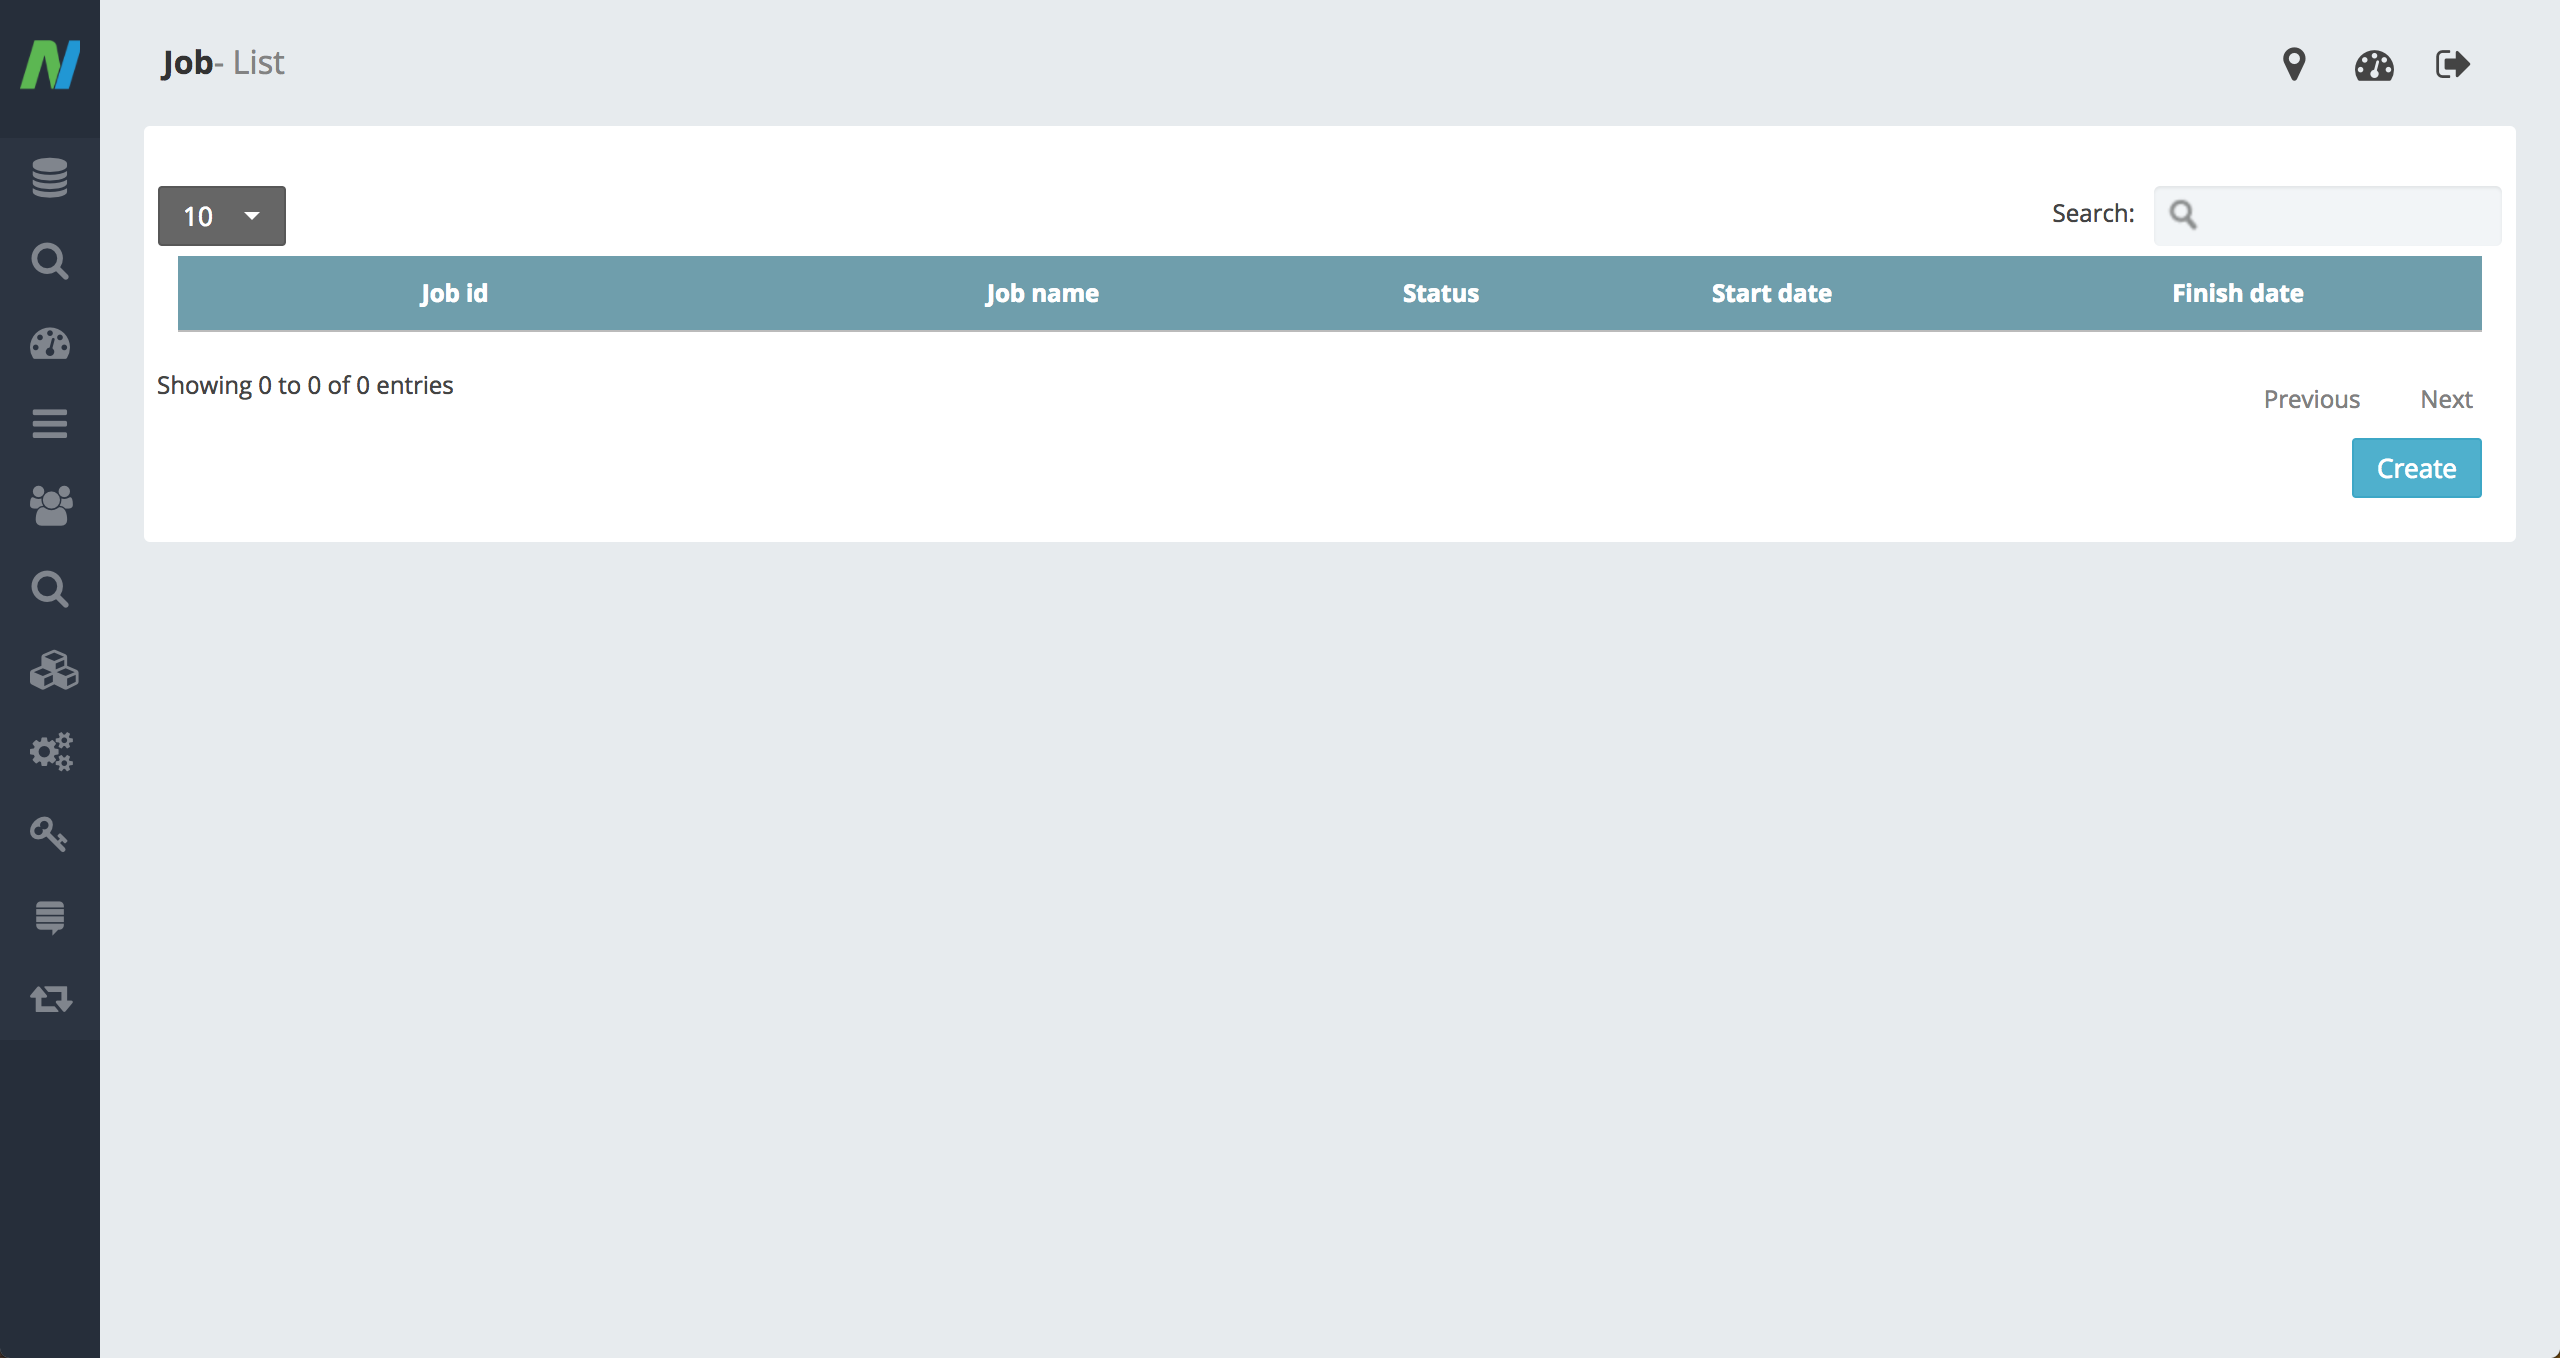 Job- List
10
Search:
Job id Job name Status Start date Finish date
Showing 0 to 0 of 0 entries
Previous Next
Create